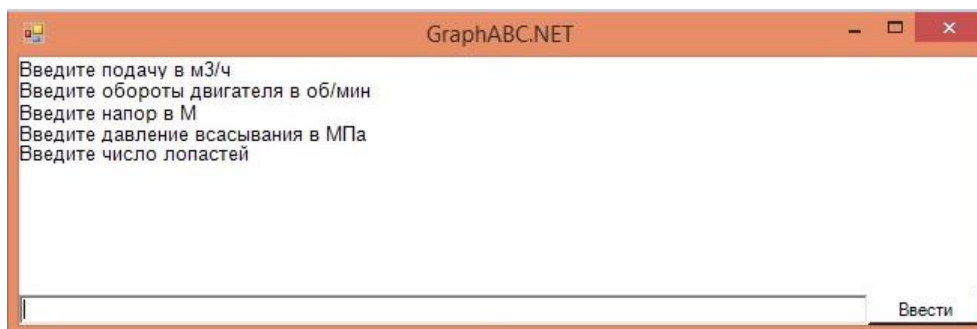 GraphABC.NET
Введите подачу в м3/ч
Введите обороты двигателя в об/мин
Введите напор в М
Введите давление всасывания в МПа
Введите число лопастей
Ввести